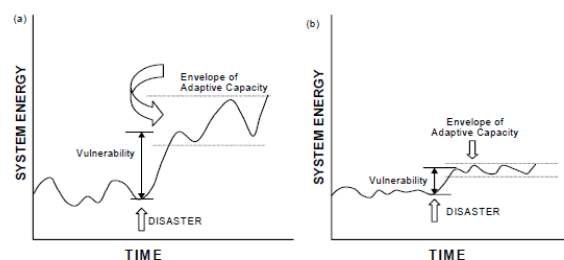 (a)
SYSTEM ENERGY
Envelope of
Adaptive Capacity
Vulnerability
DISASTER
TIME
(b)
SYSTEM ENERGY
Envelope of
Adaptive Capacity
Vulnerability
DISASTER
TIME